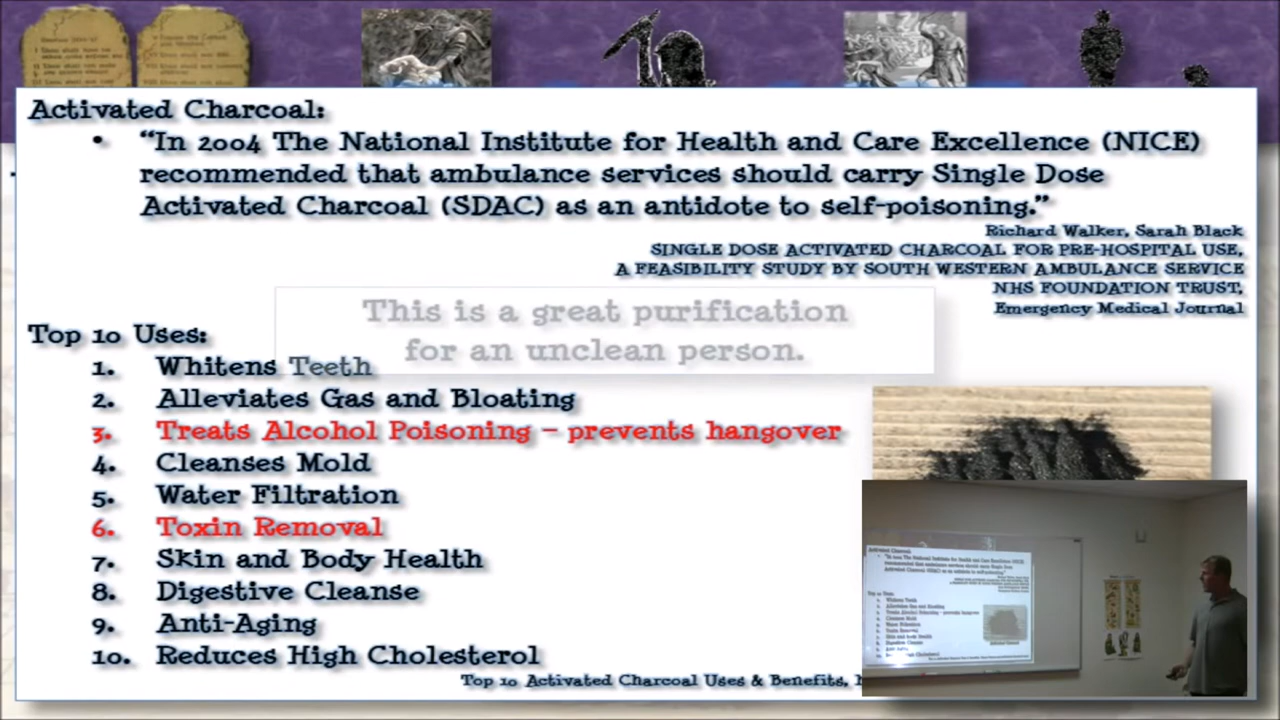 Activated Charcoal:
• “In 2004 The National Institute for Health and Care Excellence (NICE)
recommended that ambulance services should carry Single Dose
Activated Charcoal (SDAC) as an antidote to self-poisoning.”
Richard Walker, Sarah Black
SINGLE DOSE ACTIVATED CHARCOAL FOR PRE-HOSPITAL USE,
A FEASIBILITY STUDY BY SOUTH WESTERN AMBULANCE SERVICE
NHS FOUNDATION TRUST,
Emergency Medical Journal
This is a great purification
for an unclean person.
Top 10 Uses:
1. Whitens Teeth
2. Alleviates Gas and Bloating
3. Treats Alcohol Poisoning – prevents hangover
4. Cleanses Mold
5. Water Filtration
6. Toxin Removal
7. Skin and Body Health
8. Digestive Cleanse
9. Anti-Aging
10. Reduces High Cholesterol
Top 10 Activated Charcoal Uses & Benefits,